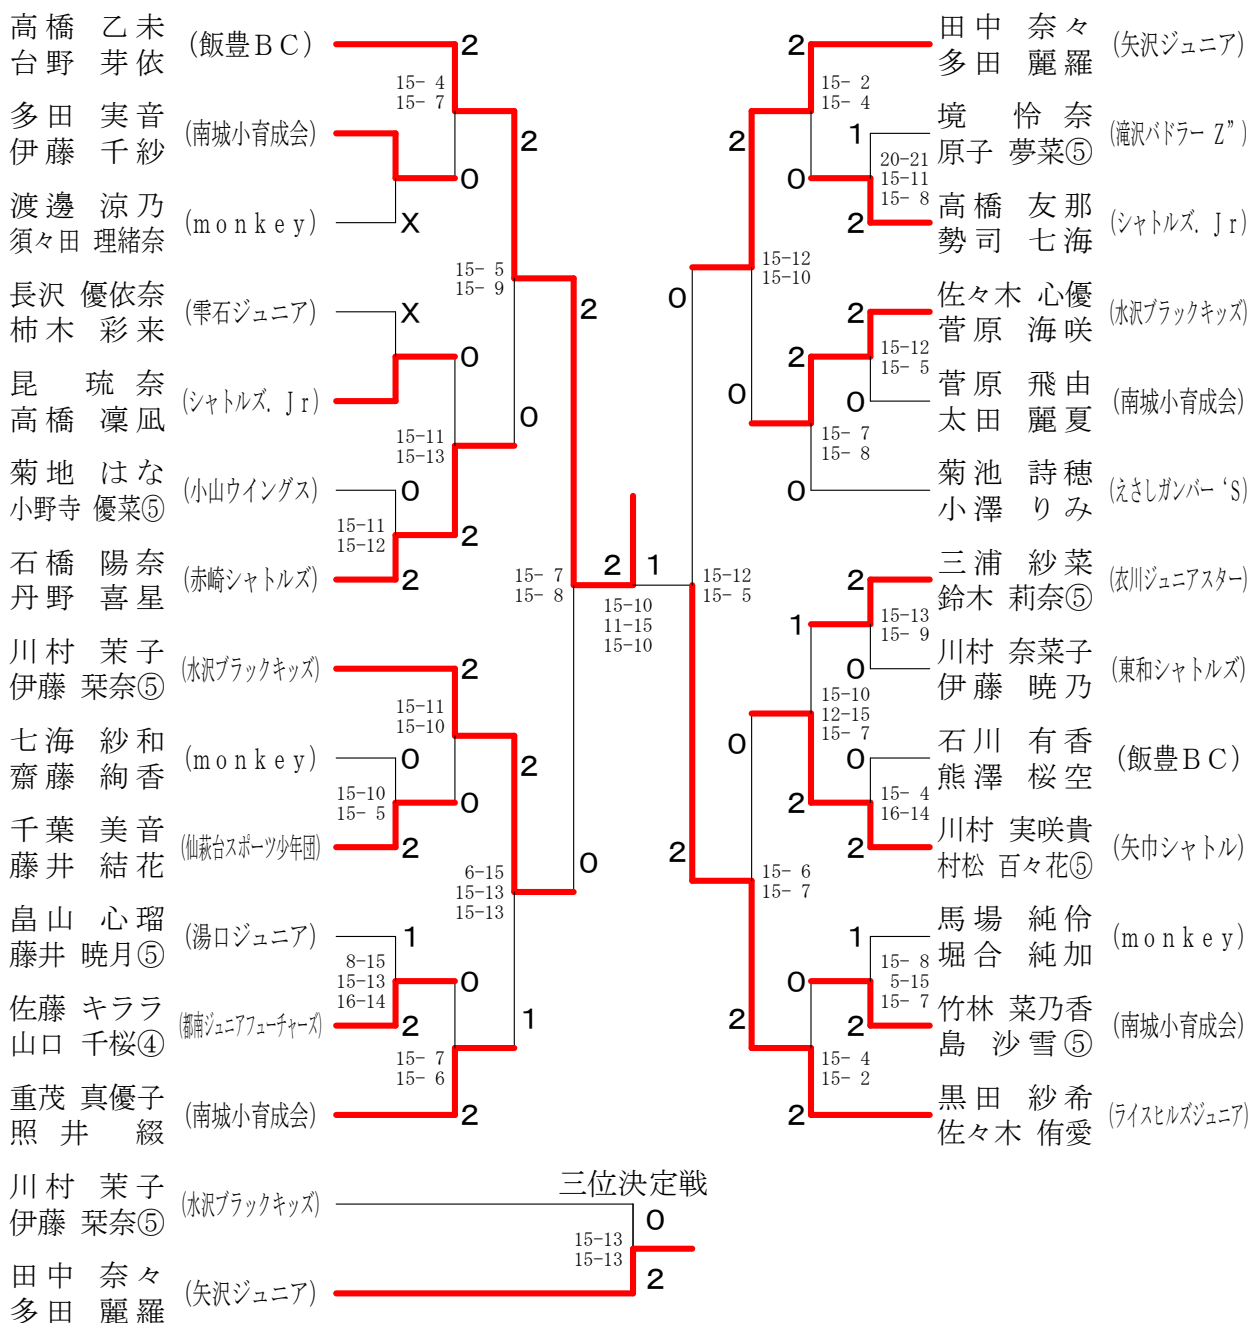 高橋 乙未
台野 芽依
(飯豊ＢＣ)
2
15- 4
15- 7
多田 実音
伊藤 千紗
(南城小育成会)
0
2
渡邊 涼乃
須々田 理緒奈
(monkey)
X
15- 5
15- 9
長沢 優依奈
柿木 彩来
(雫石ジュニア)
X
2
昆 琉奈
高橋 凜凪
(シャトルズ．Ｊｒ)
0
0
15-11
15-13
菊地 はな
小野寺 優菜⑤
(小山ウイングス)
0
15-11
15-12
2
石橋 陽奈
丹野 喜星
(赤崎シャトルズ)
2
15- 7
15- 8
川村 茉子
伊藤 栞奈⑤
(水沢ブラックキッズ)
2
15-11
15-10
七海 紗和
齋藤 絢香
(monkey)
0
2
15-10
15- 5
0
千葉 美音
藤井 結花
(仙萩台スポーツ少年団)
2
0
6-15
15-13
15-13
畠山 心瑠
藤井 暁月⑤
(湯口ジュニア)
1
8-15
15-13
16-14
0
佐藤 キララ
山口 千桜④
(都南ジュニアフューチャーズ)
2
1
15- 7
15- 6
重茂 真優子
照井 綴
(南城小育成会)
2
2
1
15-10
11-15
15-10
田中 奈々
多田 麗羅
(矢沢ジュニア)
2
15- 2
15- 4
境 怜奈
原子 夢菜⑤
(滝沢バドラー Z”)
1
2
20-21
15-11
15- 8
0
高橋 友那
勢司 七海
(シャトルズ．Ｊｒ)
2
15-12
15-10
0
佐々木 心優
菅原 海咲
(水沢ブラックキッズ)
2
15-12
15- 5
2
菅原 飛由
太田 麗夏
(南城小育成会)
0
0
15- 7
15- 8
菊池 詩穂
小澤 りみ
(えさしガンバー‘S)
0
15-12
15- 5
三浦 紗菜
鈴木 莉奈⑤
(衣川ジュニアスター)
2
15-13
15- 9
1
川村 奈菜子
伊藤 暁乃
(東和シャトルズ)
0
15-10
12-15
15- 7
0
石川 有香
熊澤 桜空
(飯豊ＢＣ)
0
15- 4
16-14
2
川村 実咲貴
村松 百々花⑤
(矢巾シャトル)
2
2
15- 6
15- 7
馬場 純伶
堀合 純加
(monkey)
1
15- 8
5-15
15- 7
0
竹林 菜乃香
島 沙雪⑤
(南城小育成会)
2
2
15- 4
15- 2
黒田 紗希
佐々木 侑愛
(ライスヒルズジュニア)
2
三位決定戦
川村 茉子
伊藤 栞奈⑤
(水沢ブラックキッズ)
0
15-13
15-13
田中 奈々
多田 麗羅
(矢沢ジュニア)
2